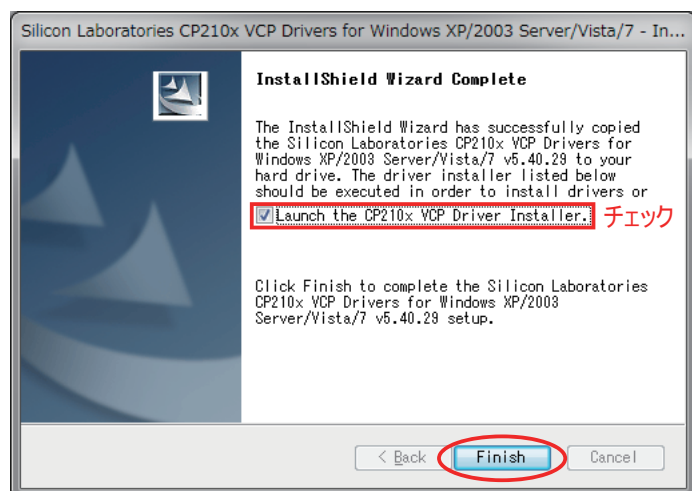 Silicon Laboratories CP210x VCP Drivers for Windows XP/2003 Server/Vista/7 - In...
InstallShield Wizard Complete
The InstallShield Wizard has successfully copied
the Silicon Laboratories CP210x VCP Drivers for
Windows XP/2003 Server/Vista/7 v5.40.29 to your
hard drive. The driver installer listed below
should be executed in order to install drivers or
Launch the CP210x VCP Driver Installer. チェック
Click Finish to complete the Silicon Laboratories
CP210x VCP Drivers for Windows XP/2003
Server/Vista/7 v5.40.29 setup.
< Back Finish Cancel